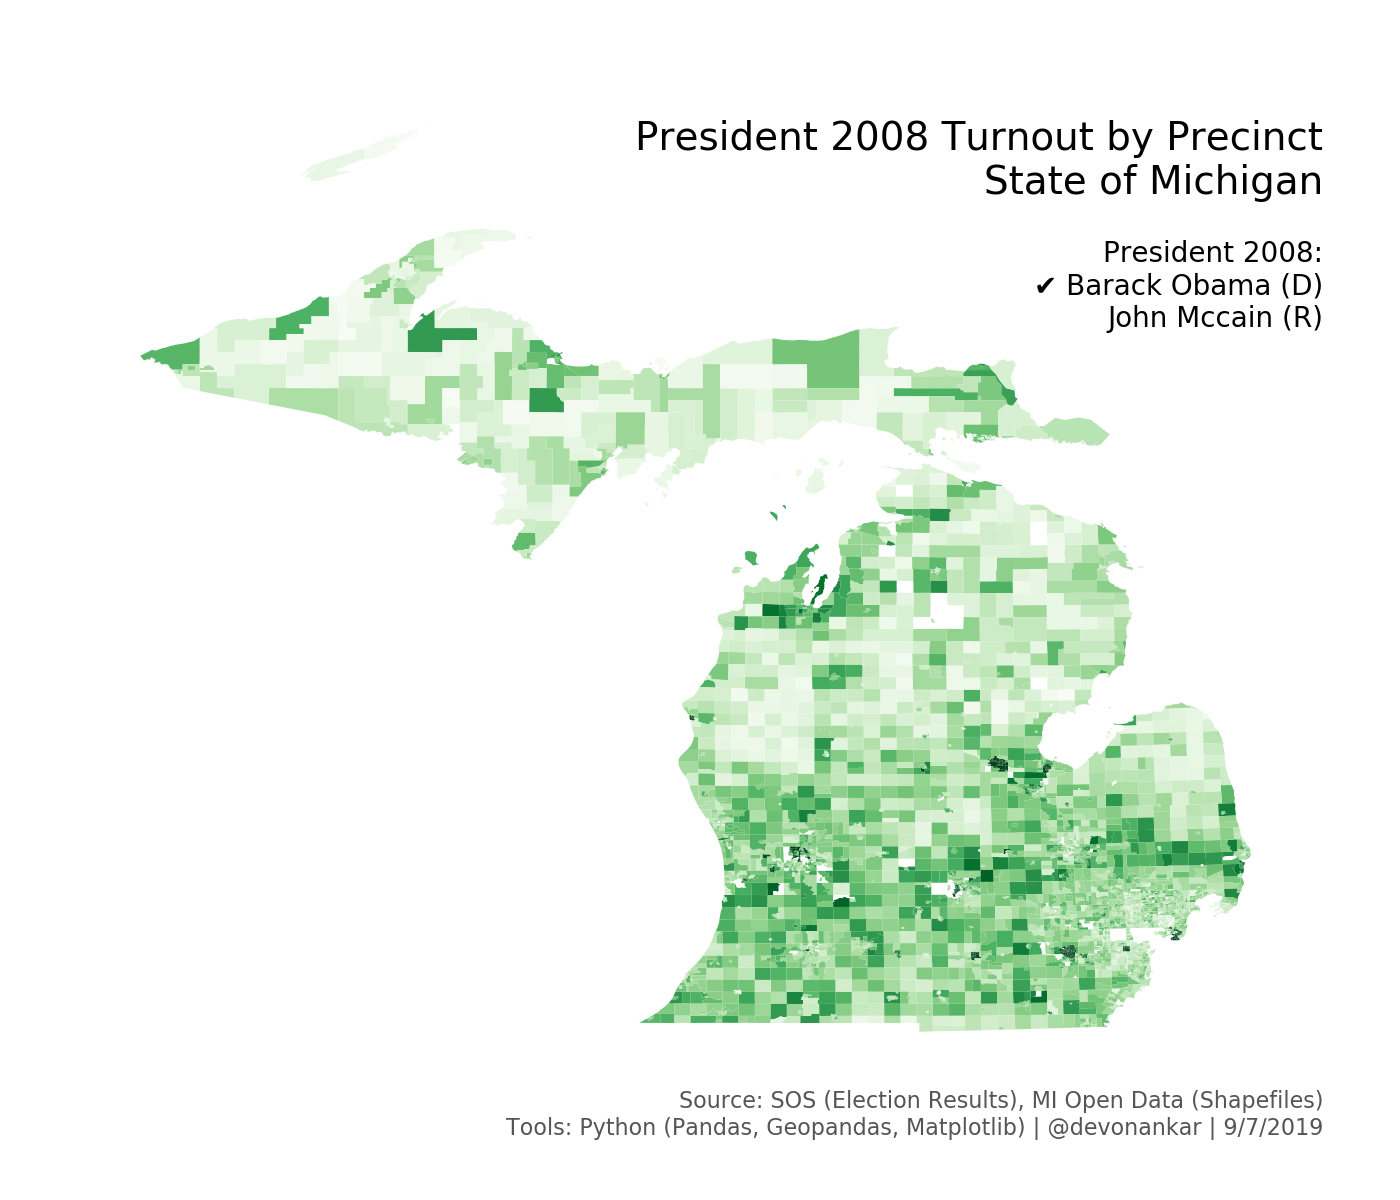 President 2008 Turnout by Precinct
State of Michigan
President 2008:
✔ Barack Obama (D)
John Mccain (R)
Source: SOS (Election Results), MI Open Data (Shapefiles)
Tools: Python (Pandas, Geopandas, Matplotlib) | @devonankar | 9/7/2019